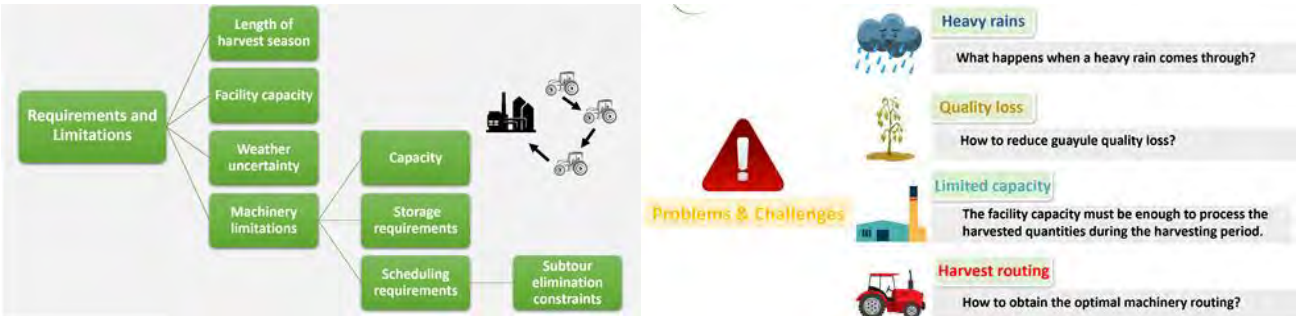 Length of
harvest season
Facility capacity
Requirements and
Limitations
Weather
uncertainty
Capacity
Machinery
limitations
Storage
requirements
Scheduling
requirements
Subtour
elimination
constraints
Problems & Challenges
Heavy rains
What happens when a heavy rain comes through?
Quality loss
How to reduce guayule quality loss?
Limited capacity
The facility capacity must be enough to process the
harvested quantities during the harvesting period.
Harvest routing
How to obtain the optimal machinery routing?